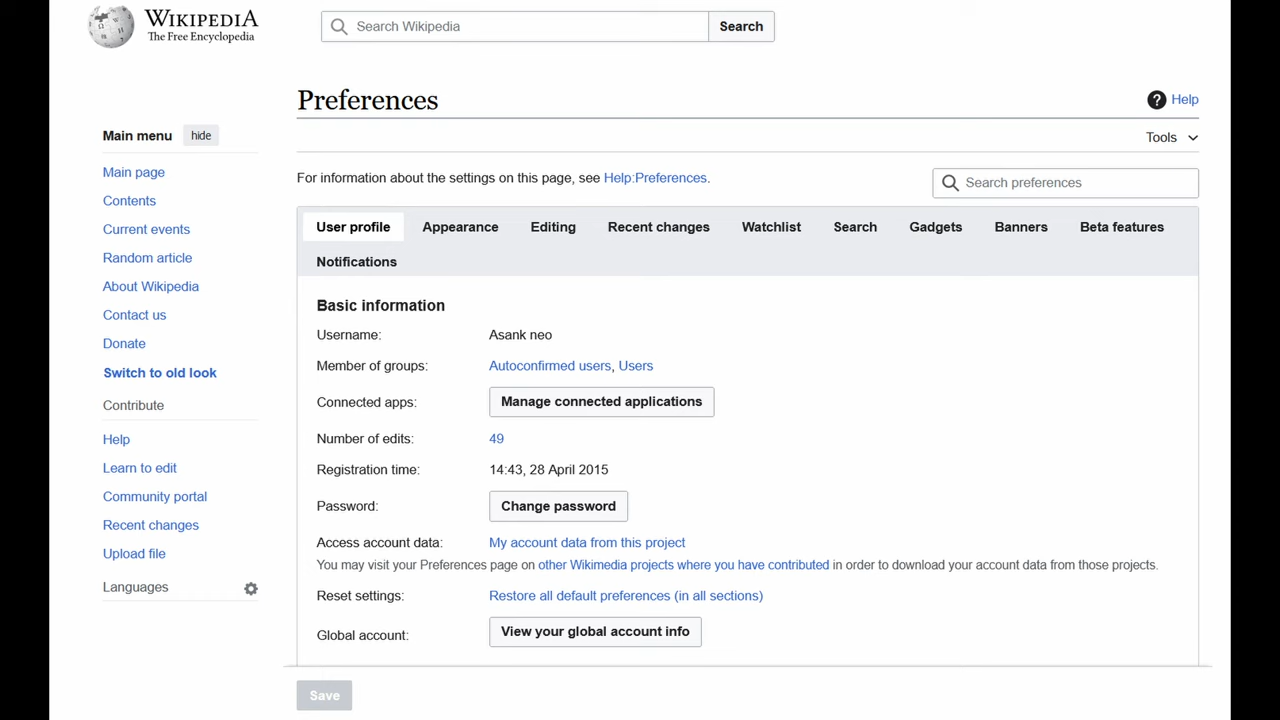 WIKIPEDIA
The Free Encyclopedia
Search Wikipedia
Search
Preferences
Help
Main menu
hide
Tools
Main page
Contents
Current events
Random article
About Wikipedia
Contact us
Donate
Switch to old look
Contribute
Help
Learn to edit
Community portal
Recent changes
Upload file
Languages
For information about the settings on this page, see Help:Preferences.
Search preferences
User profile Appearance Editing Recent changes Watchlist Search Gadgets Banners Beta features
Notifications
Basic information
Username: Asank neo
Member of groups: Autoconfirmed users, Users
Connected apps: Manage connected applications
Number of edits: 49
Registration time: 14:43, 28 April 2015
Password: Change password
Access account data: My account data from this project
You may visit your Preferences page on other Wikimedia projects where you have contributed in order to download your account data from those projects.
Reset settings: Restore all default preferences (in all sections)
Global account: View your global account info
Save